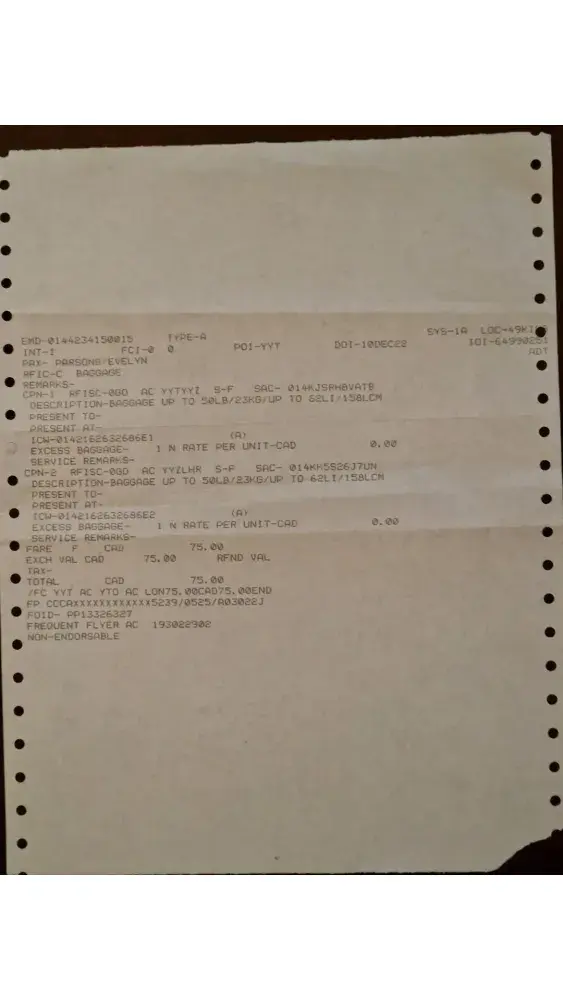 SYS-1A LOC-49K
EMD-0144234150015 TYPE-A IOI-6499025
INT-I FCI-0 0 POI-YYT DOI-10DEC22 ADT
PAX- PARSONS/EVELYN
RFIC-C BAGGAGE
REMARKS-
CPN-1 RFISC-0GO AC YYTYYZ S-F SAC- 014KJSRHBVATB
DESCRIPTION-BAGGAGE UP TO 50LB/23KG/UP TO 62LI/158LCM
PRESENT TO-
PRESENT AT-
ICW-0142162632686E1 (A)
EXCESS BAGGAGE- 1 N RATE PER UNIT-CAD 0.00
SERVICE REMARKS-
CPN-2 RFISC-0GO AC YYZLHR S-F SAC- 014KK5S26J7UN
DESCRIPTION-BAGGAGE UP TO 50LB/23KG/UP TO 62LI/158LCM
PRESENT TO-
PRESENT AT-
ICW-0142162632686E2 (A)
EXCESS BAGGAGE- 1 N RATE PER UNIT-CAD 0.00
SERVICE REMARKS-
FARE F CAD 75.00
EXCH VAL CAD 75.00 RFND VAL
TAX-
TOTAL CAD 75.00
/FC YYT AC YTO AC LON75.00CAD75.00END
FP CCCAXXXXXXXXXXXX5239/0525/A03022J
FOID- PP13326327
FREQUENT FLYER AC 193022902
NON-ENDORSABLE